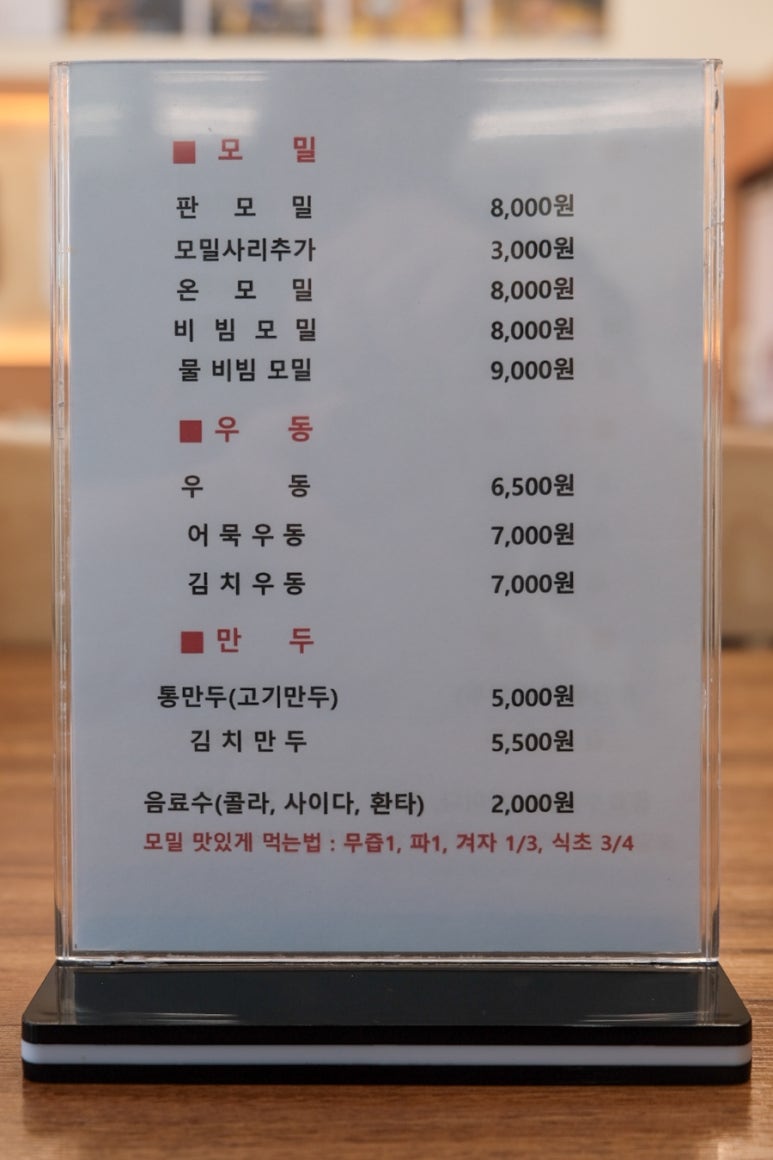 ■ 모 밀
판 모 밀 8,000원
모밀사리추가 3,000원
온 모 밀 8,000원
비 빔 모 밀 8,000원
물 비빔 모밀 9,000원
■ 우 동
우 동 6,500원
어 묵 우 동 7,000원
김 치 우 동 7,000원
■ 만 두
통만두(고기만두) 5,000원
김 치 만 두 5,500원
음료수(콜라, 사이다, 환타) 2,000원
모밀 맛있게 먹는법 : 무즙1, 파1, 겨자 1/3, 식초 3/4